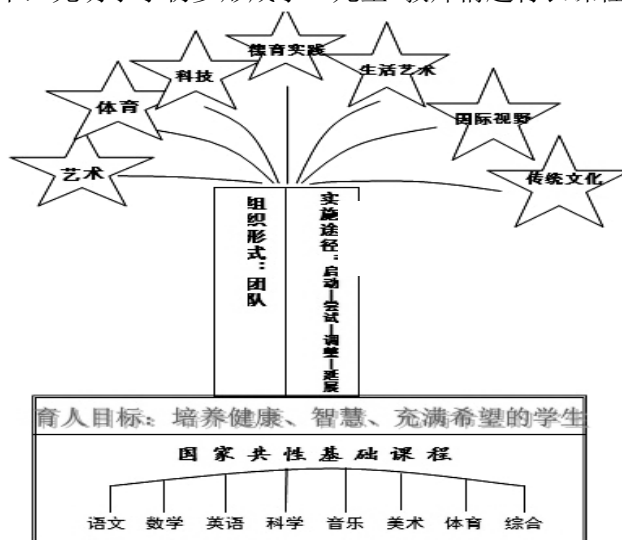 德育实践
科技
生活艺术
体育
国际视野
艺术
传统文化
组织形式：团队
实施途径：启动—尝试—调整—延展
育人目标：培养健康、智慧、充满希望的学生
国家共性基础课程
语文 数学 英语 科学 音乐 美术 体育 综合